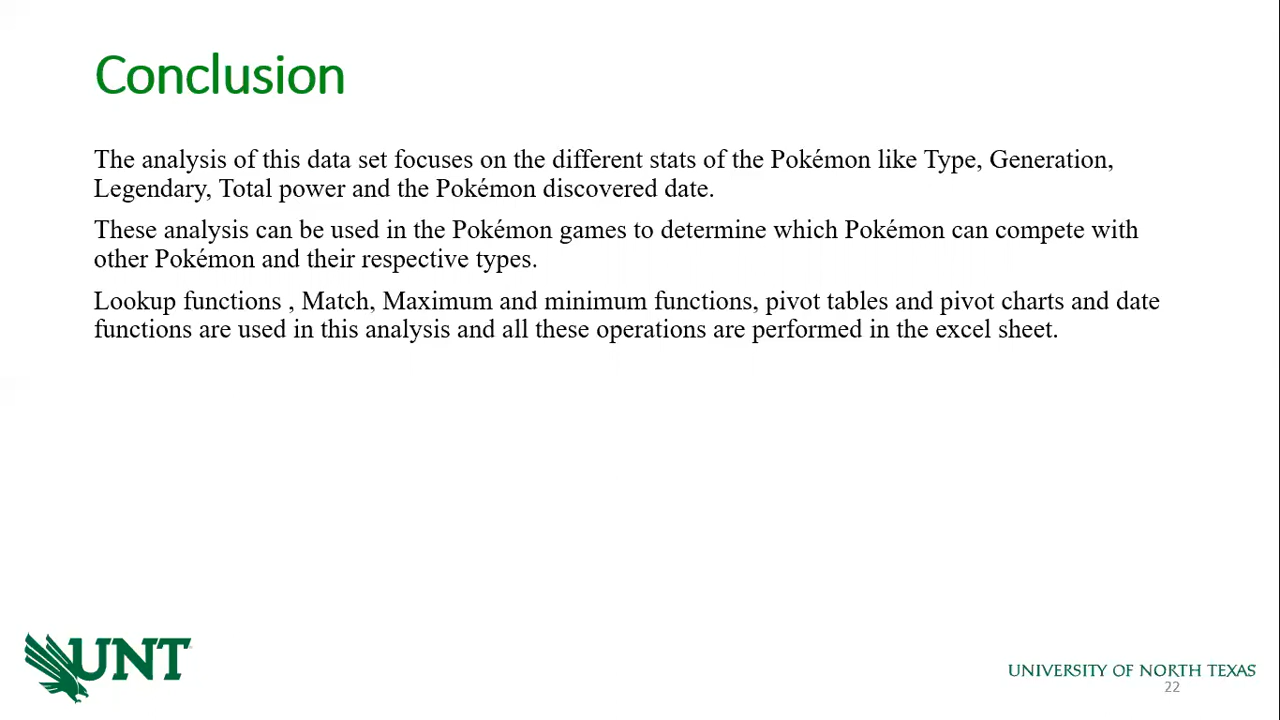 Conclusion
The analysis of this data set focuses on the different stats of the Pokémon like Type, Generation,
Legendary, Total power and the Pokémon discovered date.
These analysis can be used in the Pokémon games to determine which Pokémon can compete with
other Pokémon and their respective types.
Lookup functions , Match, Maximum and minimum functions, pivot tables and pivot charts and date
functions are used in this analysis and all these operations are performed in the excel sheet.
UNT
UNIVERSITY OF NORTH TEXAS
22